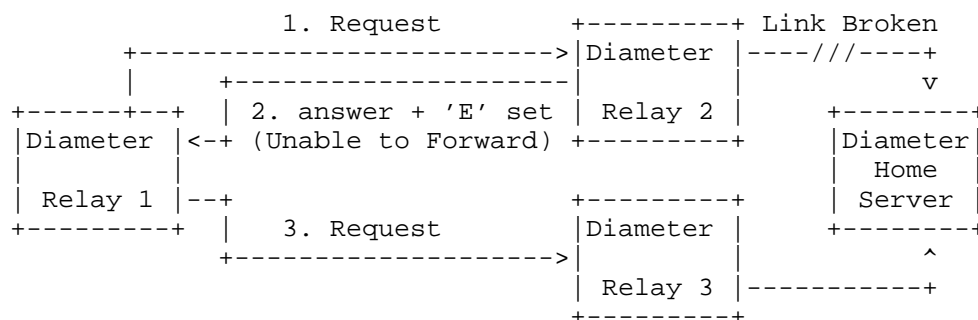 1. Request +---------+ Link Broken
+-------------------------->|Diameter |----///----+
| +---------------------| | v
+------+--+ | 2. answer + 'E' set | Relay 2 | +--------+
|Diameter |<-+ (Unable to Forward) +---------+ |Diameter|
| | | Home |
| Relay 1 |--+ +---------+ | Server |
+---------+ | 3. Request |Diameter | +--------+
+-------------------->| | ^
| Relay 3 |-----------+
+---------+